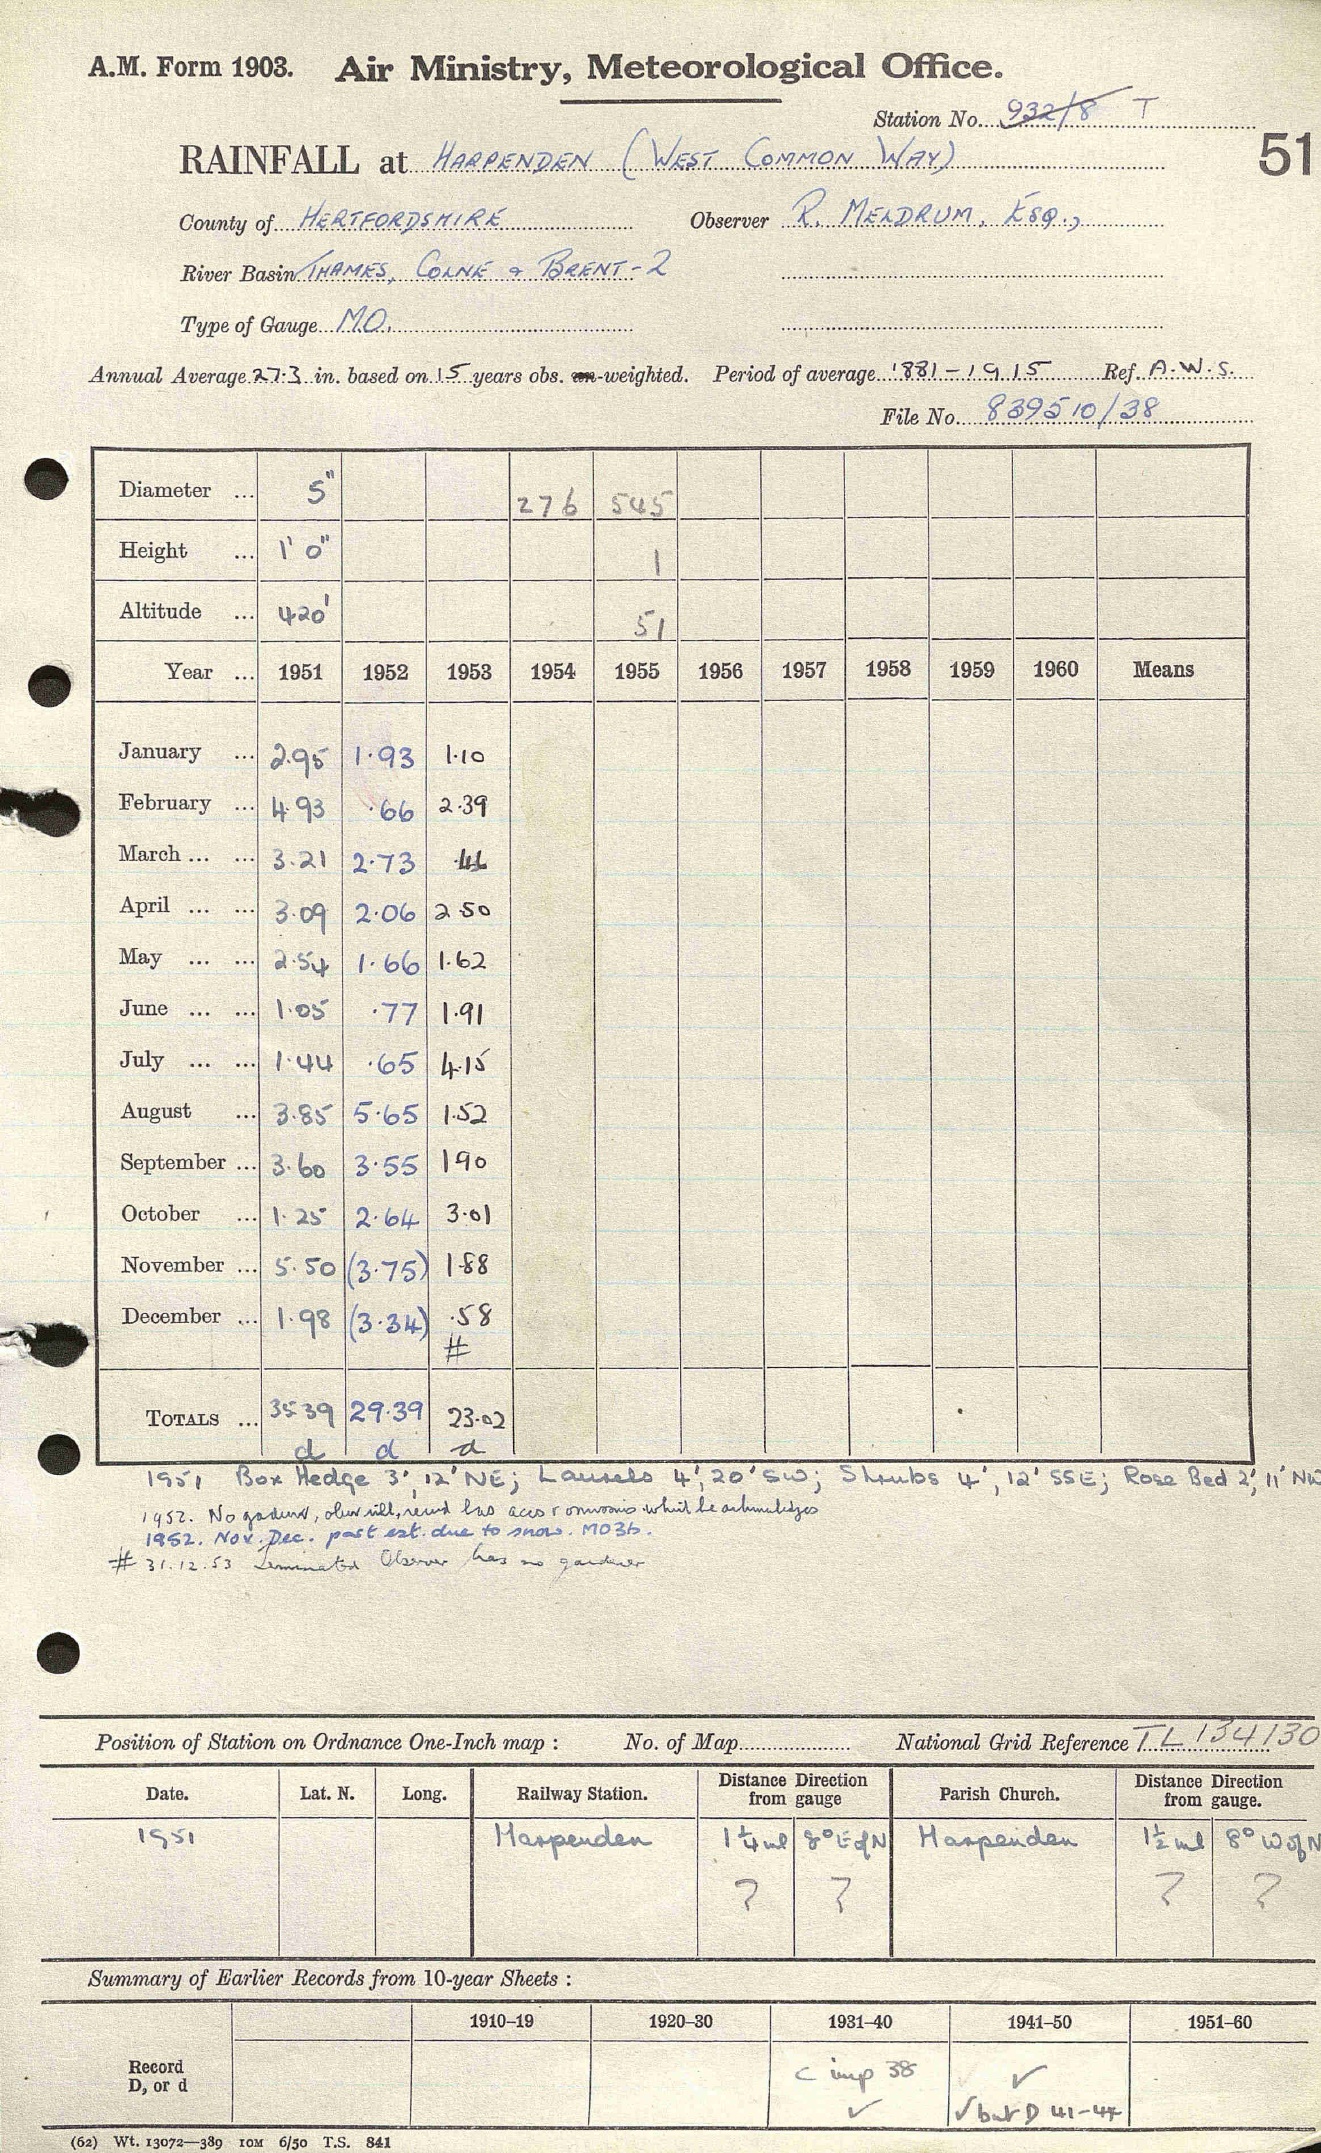 A.M. Form 1903. Air Ministry, Meteorological Office.
Station No. 932/8 T
RAINFALL at HARPENDEN (WEST COMMON WAY) 51
County of HERTFORDSHIRE Observer R. MELDRUM, ESQ.,
River Basin THAMES, COLNE & BRENT-2
Type of Gauge M.O.
Annual Average 27.3 in. based on 15 years obs. un-weighted. Period of average 1881-1915 Ref. A.W.S.
File No. 839510/38
Diameter ... 5" 276 545
Height ... 1' 0" 1
Altitude ... 420' 51
Year ... 1951 1952 1953 1954 1955 1956 1957 1958 1959 1960 Means
January ... 2.95 1.93 1.10
February ... 4.93 .66 2.39
March ... ... 3.21 2.73
April ... ... 3.09 2.06 2.50
May ... ... 2.54 1.66 1.62
June ... ... 1.05 .77 1.91
July ... ... 1.44 .65 4.15
August ... 3.85 5.65 1.52
September ... 3.60 3.55 1.90
October ... 1.25 2.64 3.01
November ... 5.50 (3.75) 1.88
December ... 1.98 (3.34) .58
#
TOTALS ... 35.39 29.39 23.02
d d d
1951 Box Hedge 3', 12' NE; Laurels 4', 20' SW; Shrubs 4', 12' SSE; Rose Bed 2', 11' NW
1952. No gardener, obsr ill, record has accs & omissions which he acknowledges
1952. Nov. Dec. part est. due to snow. MO3b.
# 31.12.53 Terminated Observer has no gardener
Position of Station on Ordnance One-Inch map : No. of Map National Grid Reference TL 134130
Date. Lat. N. Long. Railway Station. Distance Direction from gauge Parish Church. Distance Direction from gauge.
1951 Harpenden 1¼ ml 8° E of N Harpenden 1½ ml 8° W of N
? ? ? ?
Summary of Earlier Records from 10-year Sheets :
1910–19 1920–30 1931–40 1941–50 1951–60
Record
D, or d
c imp 38 ✓
✓ ✓ but D 41-44
(62) Wt. 13072—389 10M 6/50 T.S. 841